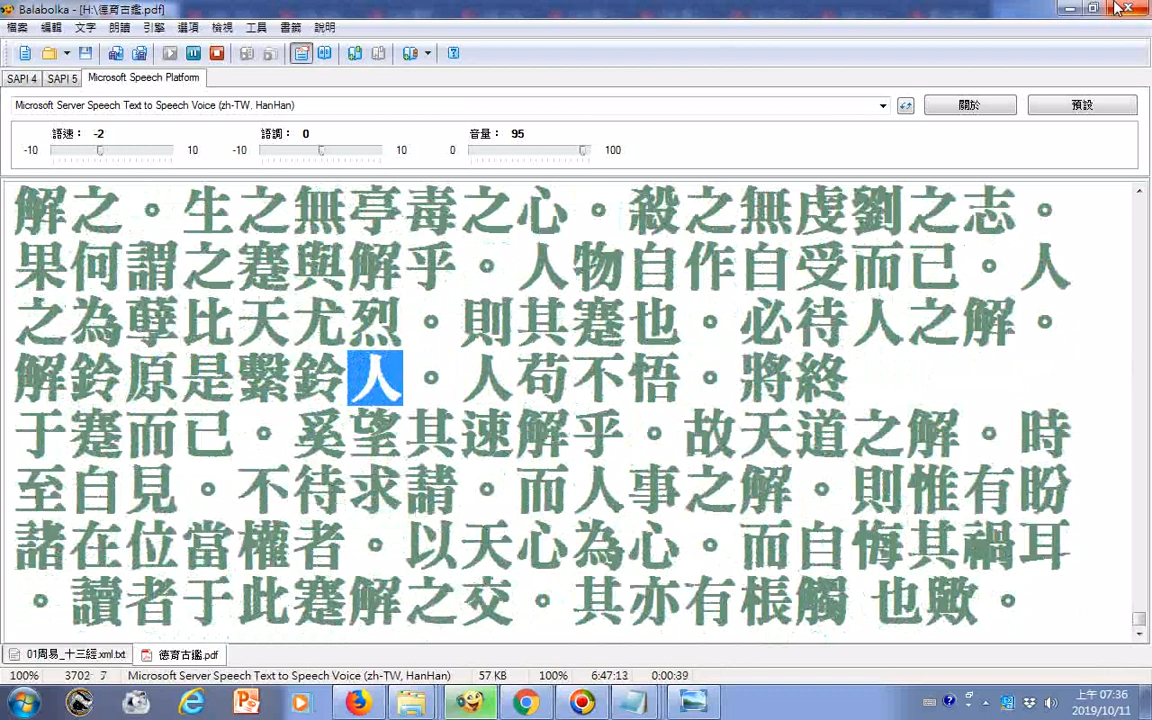 Balabolka - [H:\德育古鑑.pdf]
檔案 編輯 文字 朗讀 引擎 選項 檢視 工具 書籤 說明
SAPI 4 SAPI 5 Microsoft Speech Platform
Microsoft Server Speech Text to Speech Voice (zh-TW, HanHan) 關於 預設
語速： -2 語調： 0 音量： 95
-10 10 -10 10 0 100
解之。生之無亭毒之心。殺之無虔劉之志。
果何謂之蹇與解乎。人物自作自受而已。人
之為孽比天尤烈。則其蹇也。必待人之解。
解鈴原是繫鈴人。人苟不悟。將終
于蹇而已。奚望其速解乎。故天道之解。時
至自見。不待求請。而人事之解。則惟有盼
諸在位當權者。以天心為心。而自悔其禍耳
。讀者于此蹇解之交。其亦有棖觸 也歟。
01周易_十三經.xml.txt 德育古鑑.pdf
100% 3702 7 Microsoft Server Speech Text to Speech Voice (zh-TW, HanHan) 57 KB 100% 6:47:13 0:00:39
上午 07:36
2019/10/11